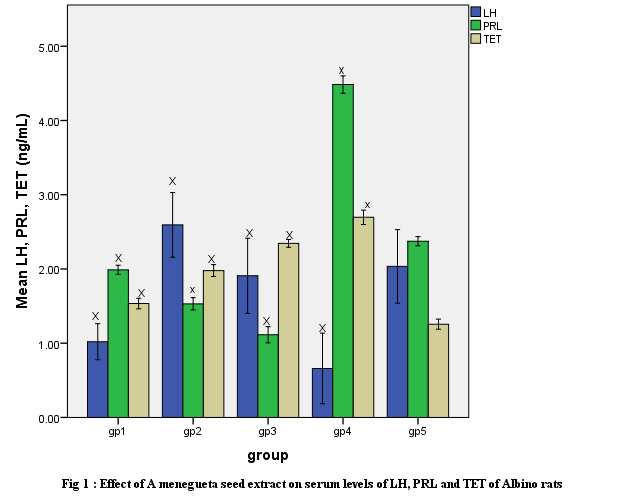 LH
PRL
TET
5.00
4.00
3.00
2.00
1.00
0.00
Mean LH, PRL, TET (ng/mL)
X
X
X
X
x
X
X
X
X
X
x
x
gp1
gp2
gp3
gp4
gp5
group
Fig 1 : Effect of A menegueta seed extract on serum levels of LH, PRL and TET of Albino rats